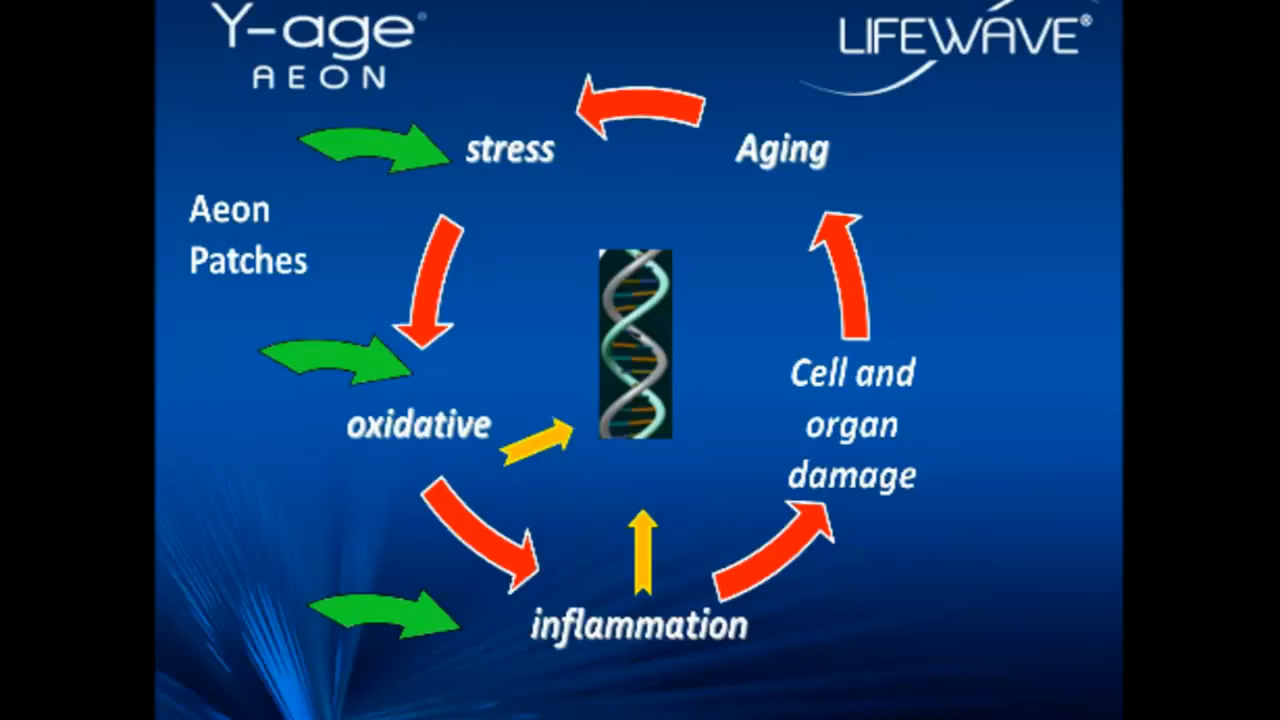 Y-age®
AEON
LIFEWAVE®
stress
Aging
Aeon
Patches
oxidative
Cell and
organ
damage
inflammation